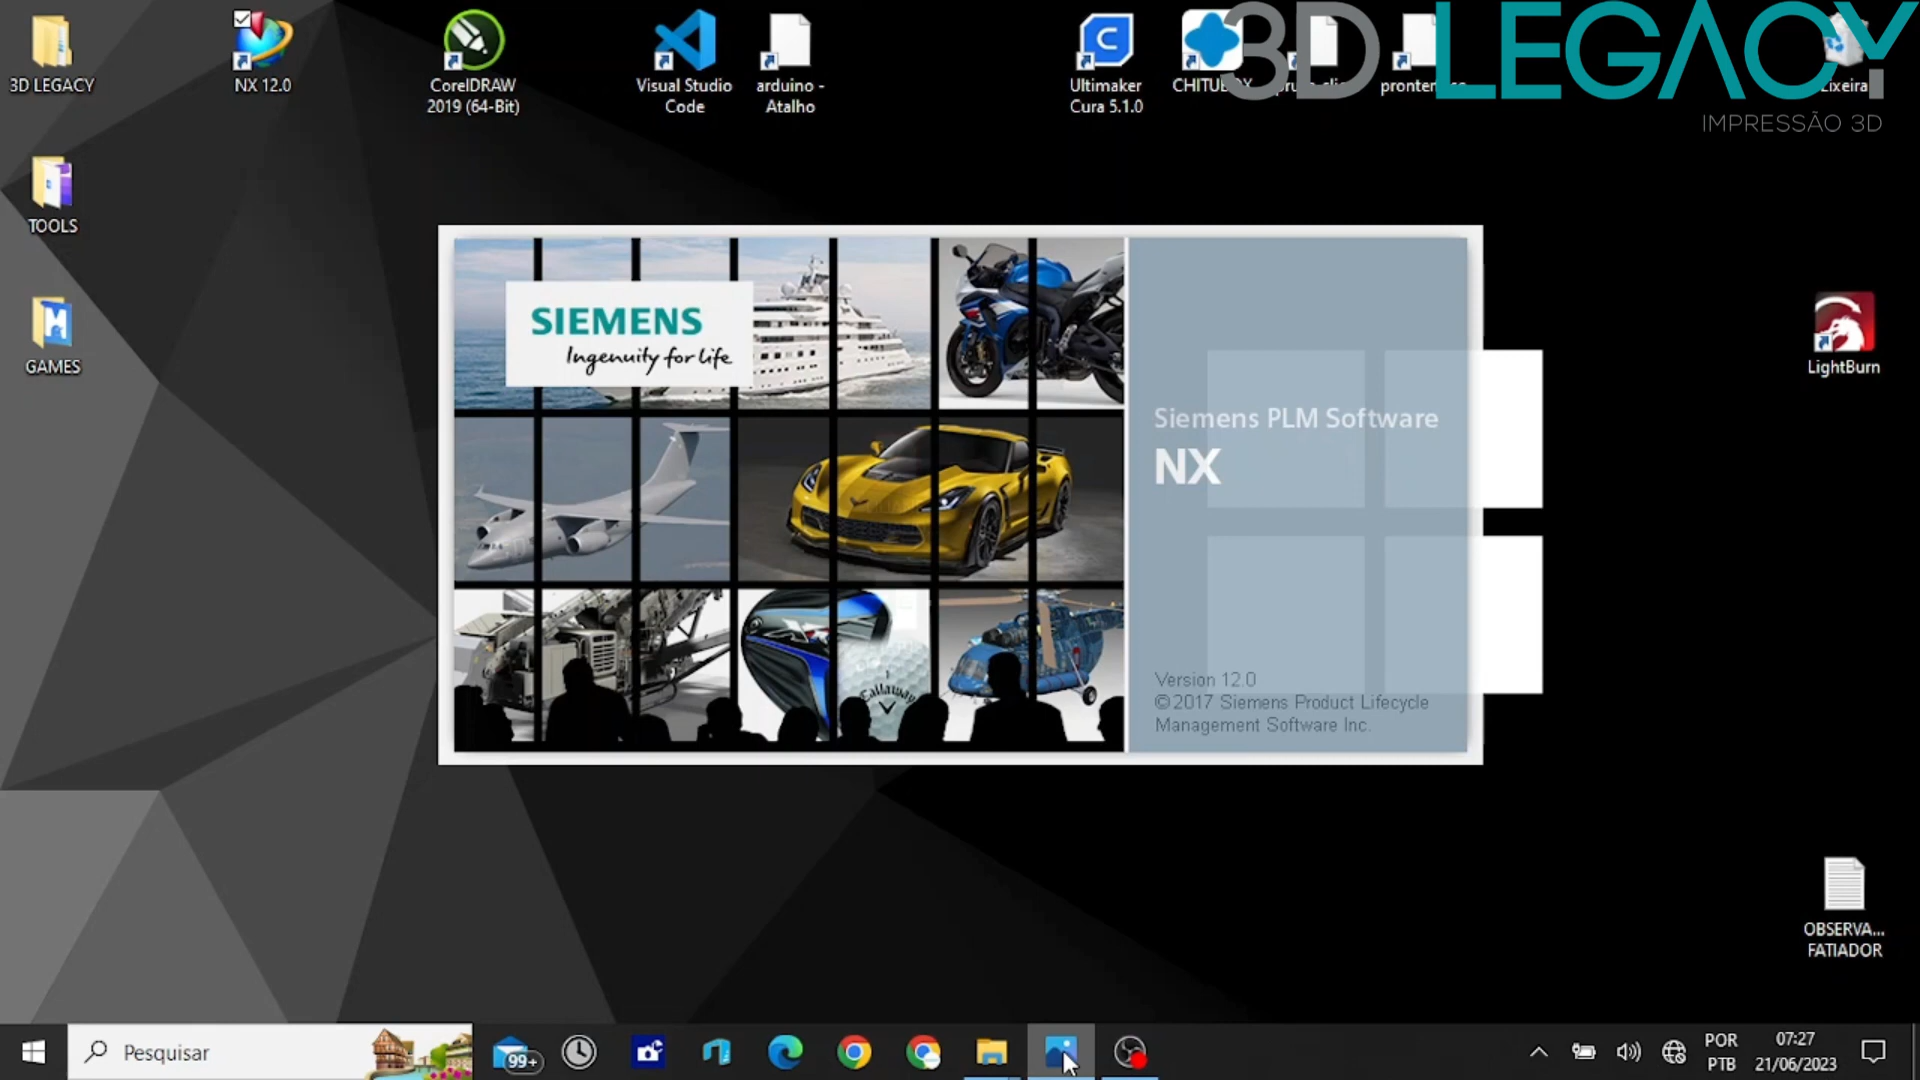 3D LEGACY
IMPRESSÃO 3D
3D LEGACY
NX 12.0
CorelDRAW
2019 (64-Bit)
Visual Studio
Code
arduino -
Atalho
Ultimaker
Cura 5.1.0
TOOLS
GAMES
LightBurn
SIEMENS
Ingenuity for life
Siemens PLM Software
NX
Callaway
Version 12.0
©2017 Siemens Product Lifecycle
Management Software Inc.
OBSERVA...
FATIADOR
Pesquisar
99+
POR
PTB
07:27
21/06/2023